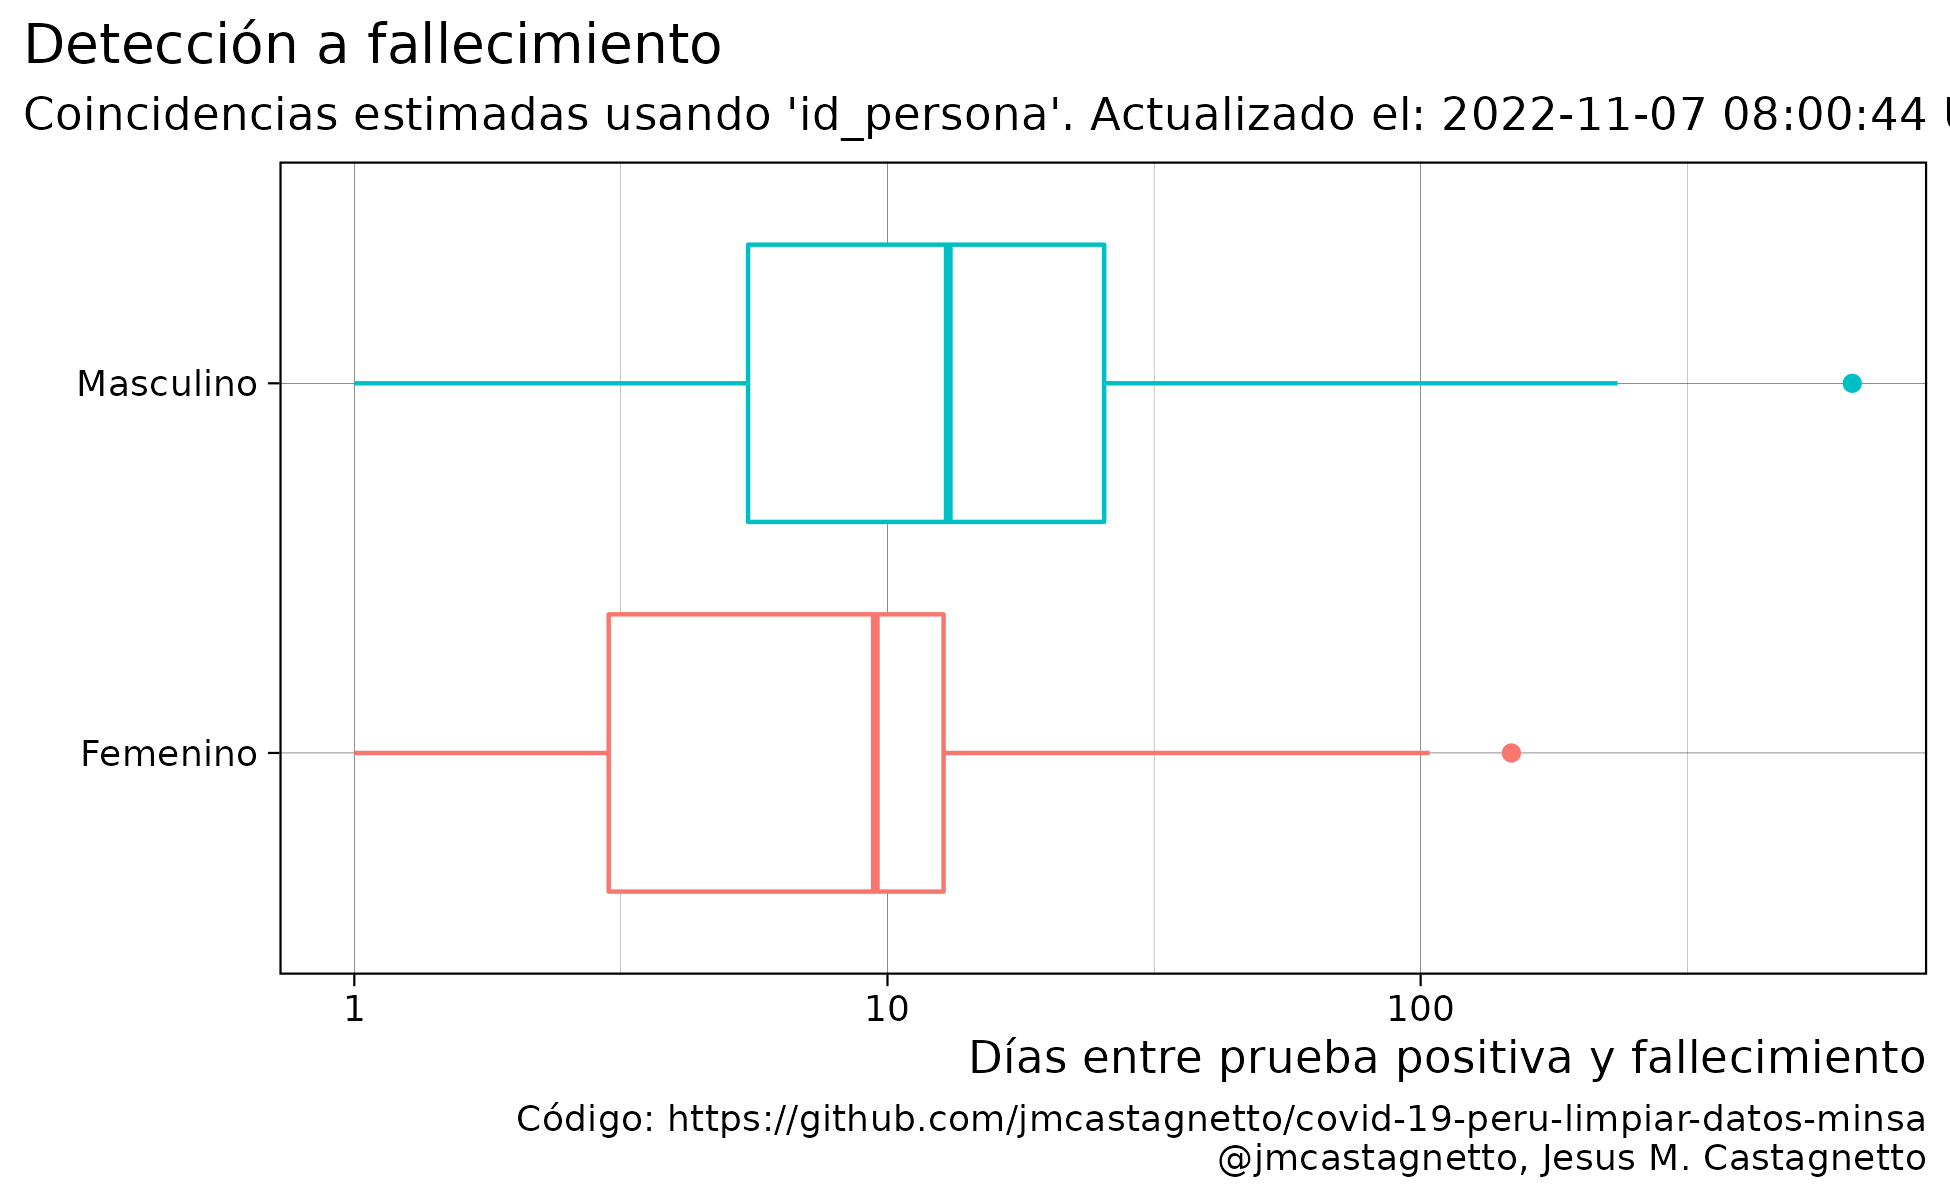 Detección a fallecimiento
Coincidencias estimadas usando 'id_persona'. Actualizado el: 2022-11-07 08:00:44
Masculino
Femenino
1 10 100
Días entre prueba positiva y fallecimiento
Código: https://github.com/jmcastagnetto/covid-19-peru-limpiar-datos-minsa
@jmcastagnetto, Jesus M. Castagnetto